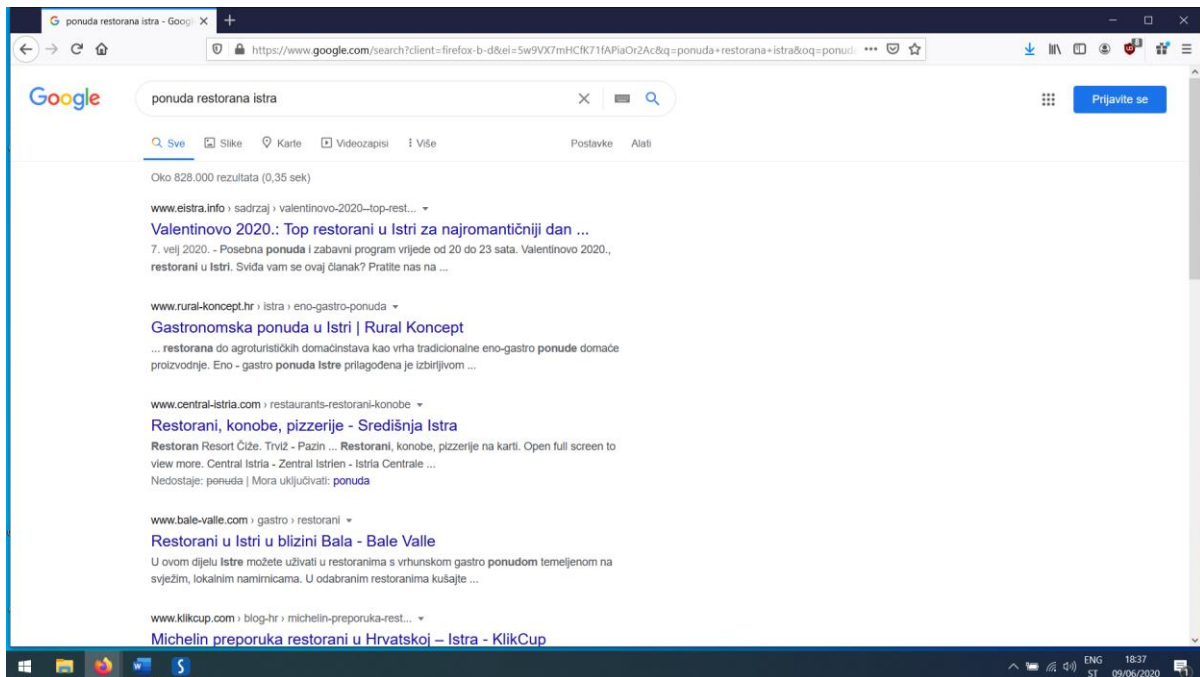 ponuda restorana istra - Googl
https://www.google.com/search?client=firefox-b-d&ei=5w9VX7mHCfK71fAPiaOr2Ac&q=ponuda+restorana+istra&oq=ponud
Google
ponuda restorana istra
Prijavite se
Sve Slike Karte Videozapisi Više Postavke Alati
Oko 828.000 rezultata (0,35 sek)
www.eistra.info › sadrzaj › valentinovo-2020--top-rest...
Valentinovo 2020.: Top restorani u Istri za najromantičniji dan ...
7. velj 2020. - Posebna ponuda i zabavni program vrijede od 20 do 23 sata. Valentinovo 2020.,
restorani u Istri. Sviđa vam se ovaj članak? Pratite nas na ...
www.rural-koncept.hr › istra › eno-gastro-ponuda
Gastronomska ponuda u Istri | Rural Koncept
... restorana do agroturističkih domaćinstava kao vrha tradicionalne eno-gastro ponude domaće
proizvodnje. Eno - gastro ponuda Istre prilagođena je izbirljivom ...
www.central-istria.com › restaurants-restorani-konobe
Restorani, konobe, pizzerije - Središnja Istra
Restoran Resort Čiže. Trviž - Pazin ... Restorani, konobe, pizzerije na karti. Open full screen to
view more. Central Istria - Zentral Istrien - Istria Centrale ...
Nedostaje: ponuda | Mora uključivati: ponuda
www.bale-valle.com › gastro › restorani
Restorani u Istri u blizini Bala - Bale Valle
U ovom dijelu Istre možete uživati u restoranima s vrhunskom gastro ponudom temeljenom na
svježim, lokalnim namirnicama. U odabranim restoranima kušajte ...
www.klikcup.com › blog-hr › michelin-preporuka-rest...
Michelin preporuka restorani u Hrvatskoj – Istra - KlikCup
ENG 18:37
ST 09/06/2020